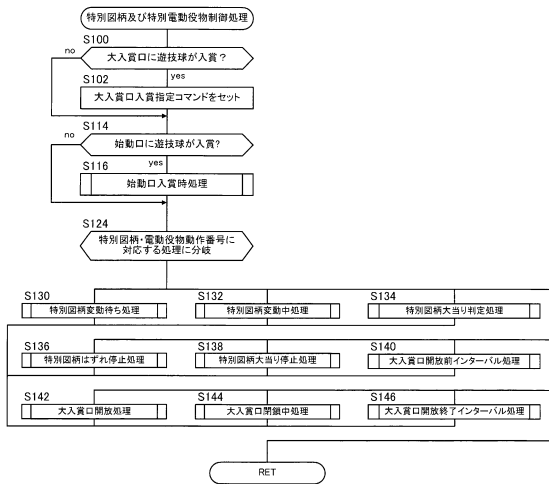 特別図柄及び特別電動役物制御処理
S100
大入賞口に遊技球が入賞？
no
yes
S102
大入賞口入賞指定コマンドをセット
S114
始動口に遊技球が入賞?
no
yes
S116
始動口入賞時処理
S124
特別図柄・電動役物動作番号に
対応する処理に分岐
S130
特別図柄変動待ち処理
S132
特別図柄変動中処理
S134
特別図柄大当り判定処理
S136
特別図柄はずれ停止処理
S138
特別図柄大当り停止処理
S140
大入賞口開放前インターバル処理
S142
大入賞口開放処理
S144
大入賞口閉鎖中処理
S146
大入賞口開放終了インターバル処理
RET